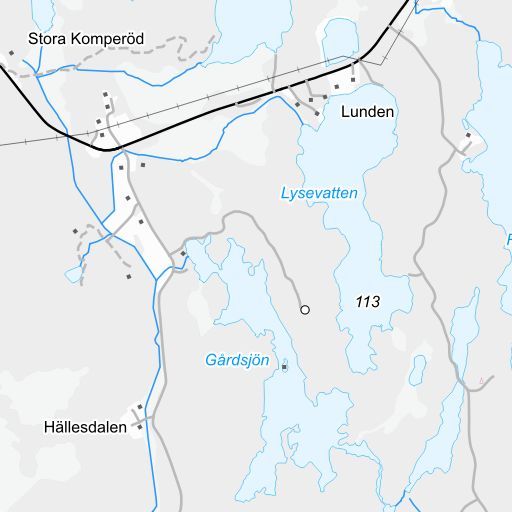 Stora Komperöd
Lunden
Lysevatten
113
Gårdsjön
Hällesdalen